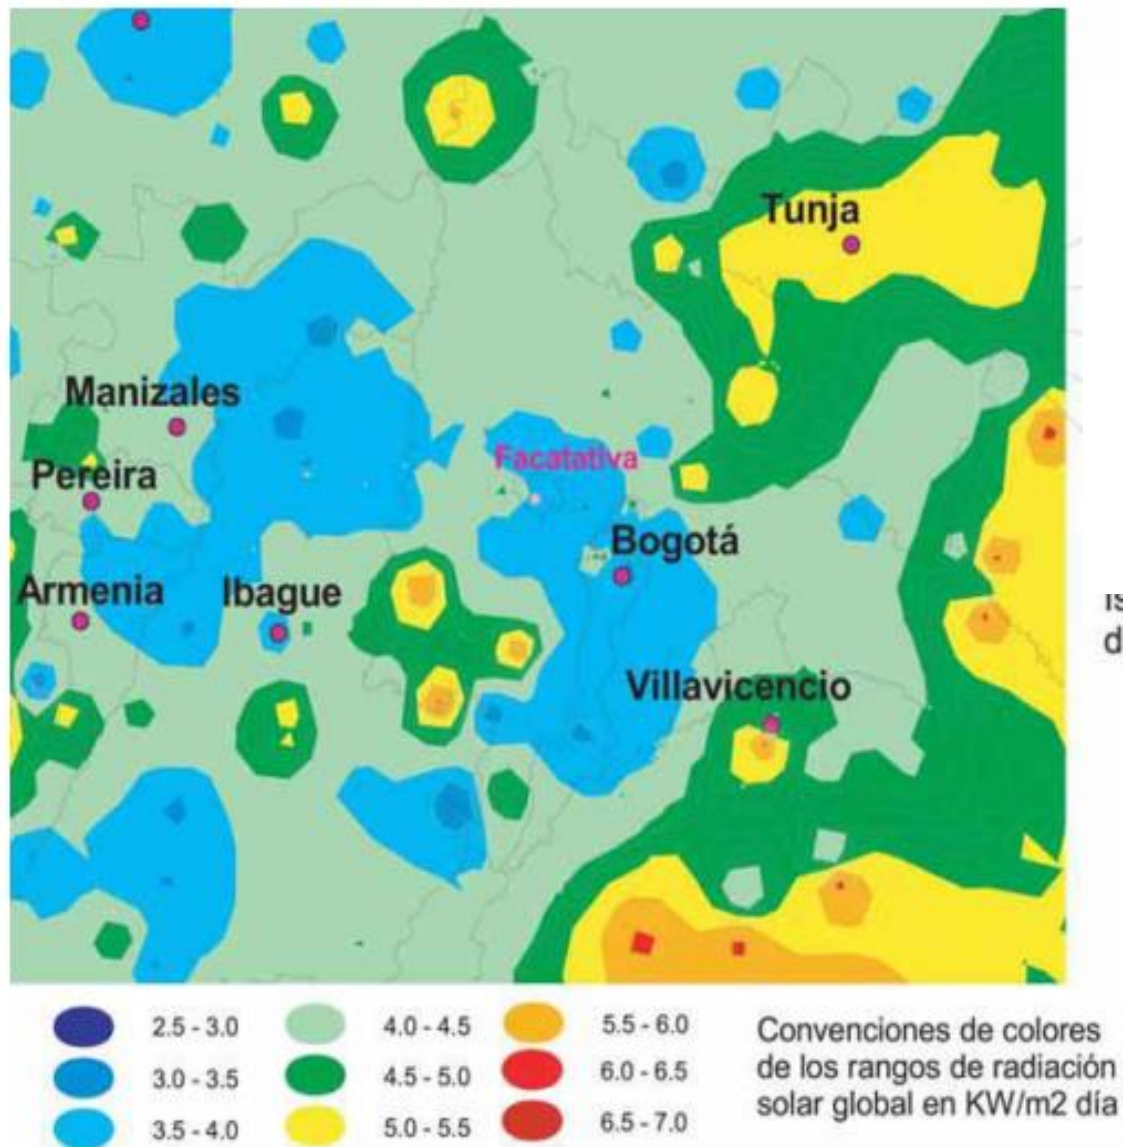 Tunja
Manizales
Facatativa
Pereira
Bogotá
Armenia
Ibague
Villavicencio
2.5 - 3.0
4.0 - 4.5
5.5 - 6.0
3.0 - 3.5
4.5 - 5.0
6.0 - 6.5
3.5 - 4.0
5.0 - 5.5
6.5 - 7.0
Convenciones de colores
de los rangos de radiación
solar global en KW/m2 día